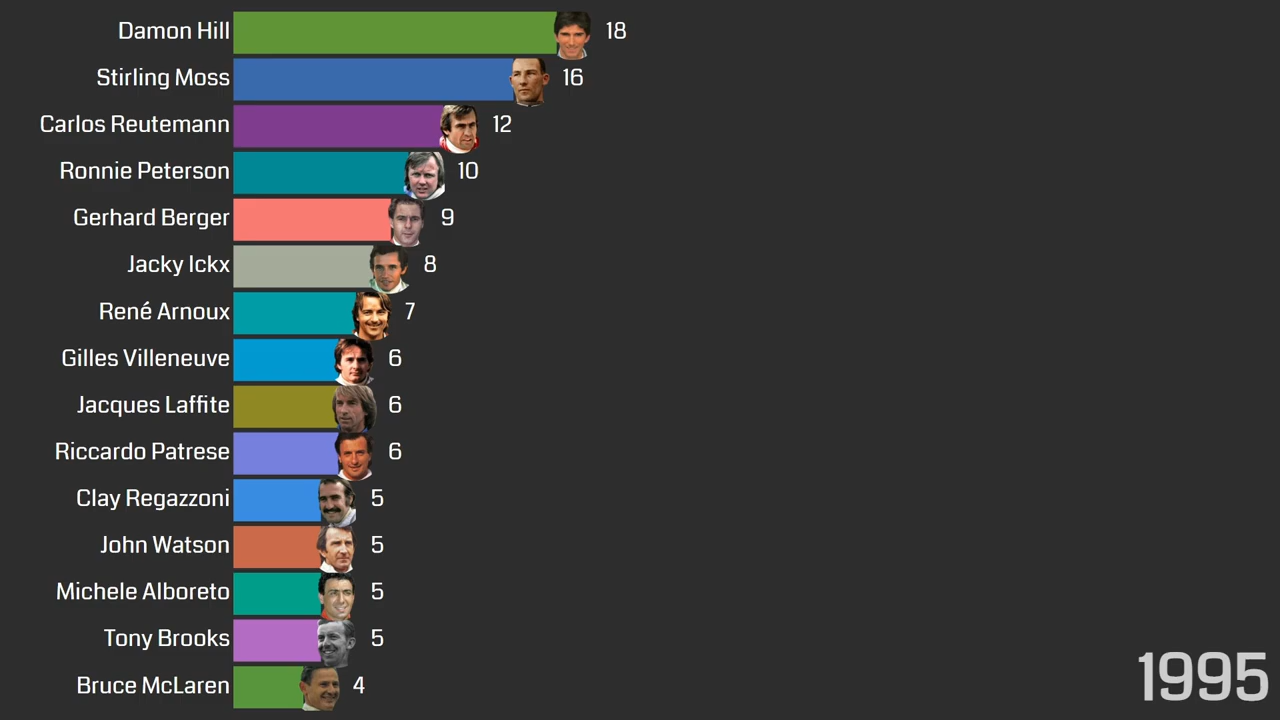 Damon Hill 18
Stirling Moss 16
Carlos Reutemann 12
Ronnie Peterson 10
Gerhard Berger 9
Jacky Ickx 8
René Arnoux 7
Gilles Villeneuve 6
Jacques Laffite 6
Riccardo Patrese 6
Clay Regazzoni 5
John Watson 5
Michele Alboreto 5
Tony Brooks 5
Bruce McLaren 4
1995